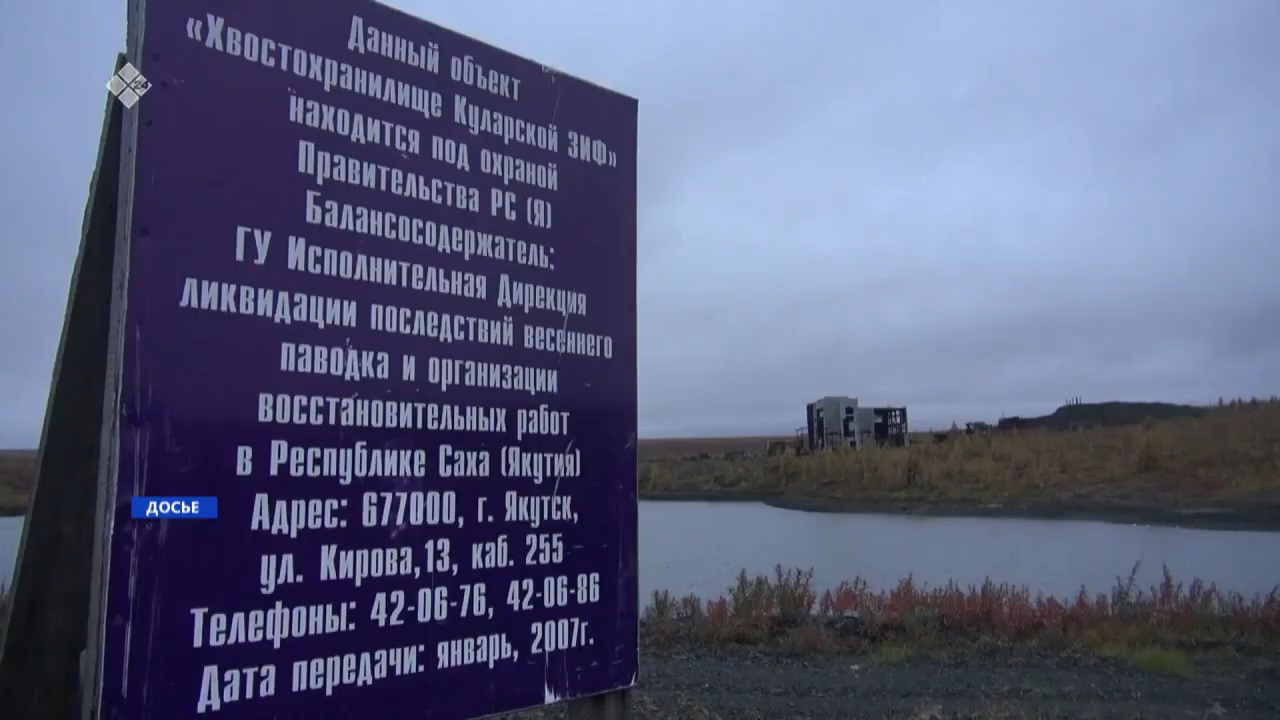 Данный объект
«Хвостохранилище Куларской ЗИФ»
находится под охраной
Правительства РС (Я)
Балансосодержатель:
ГУ Исполнительная Дирекция
ликвидации последствий весеннего
паводка и организации
восстановительных работ
в Республике Саха (Якутия)
Адрес: 677000, г. Якутск,
ул. Кирова,13, каб. 255
Телефоны: 42-06-76, 42-06-86
Дата передачи: январь, 2007г.
24
ДОСЬЕ